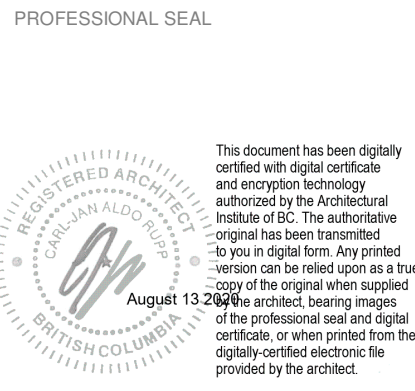 PROFESSIONAL SEAL
REGISTERED ARCHITECT
CARL-JAN ALDO RUPP
BRITISH COLUMBIA
August 13 2020
This document has been digitally
certified with digital certificate
and encryption technology
authorized by the Architectural
Institute of BC. The authoritative
original has been transmitted
to you in digital form. Any printed
version can be relied upon as a true
copy of the original when supplied
by the architect, bearing images
of the professional seal and digital
certificate, or when printed from the
digitally-certified electronic file
provided by the architect.